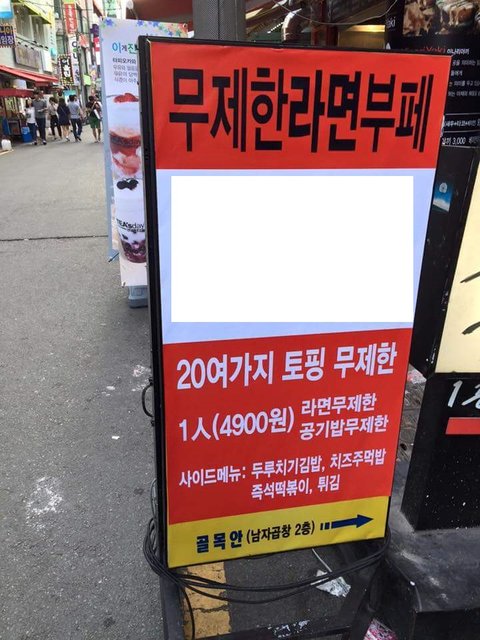 무제한라면부페
20여가지 토핑 무제한
1人(4900원) 라면무제한
공기밥무제한
사이드메뉴: 두루치기김밥, 치즈주먹밥
즉석떡볶이, 튀김
골목안 (남자곱창 2층)